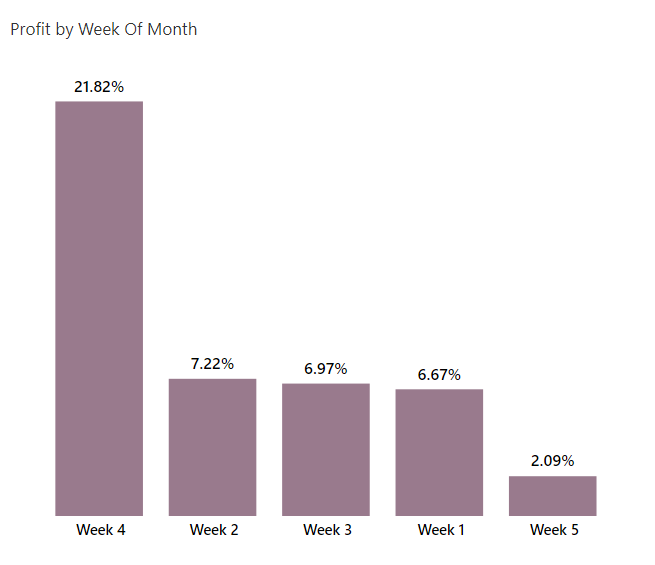 Profit by Week Of Month
21.82%
7.22%
6.97%
6.67%
2.09%
Week 4
Week 2
Week 3
Week 1
Week 5